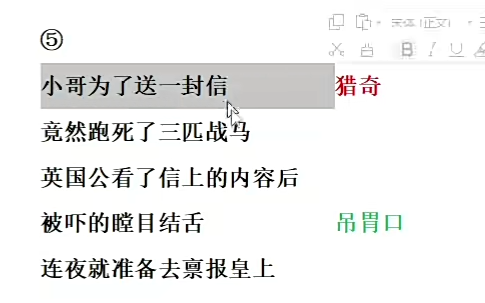 ⑤
宋体 (正文)
B I U
小哥为了送一封信 猎奇
竟然跑死了三匹战马
英国公看了信上的内容后
被吓的瞠目结舌 吊胃口
连夜就准备去禀报皇上